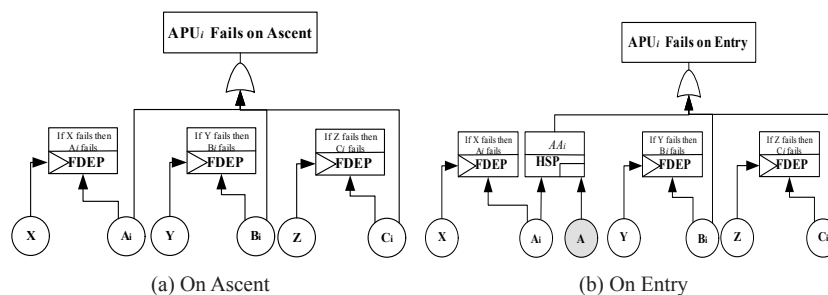 APUi Fails on Ascent
If X fails then
Ai fails
FDEP
If Y fails then
Bi fails
FDEP
If Z fails then
Ci fails
FDEP
X
Ai
Y
Bi
Z
Ci
(a) On Ascent
APUi Fails on Entry
If X fails then
Ai fails
FDEP
AAi
HSP
If Y fails then
Bi fails
FDEP
If Z fails then
Ci fails
FDEP
X
Ai
A
Y
Bi
Z
Ci
(b) On Entry